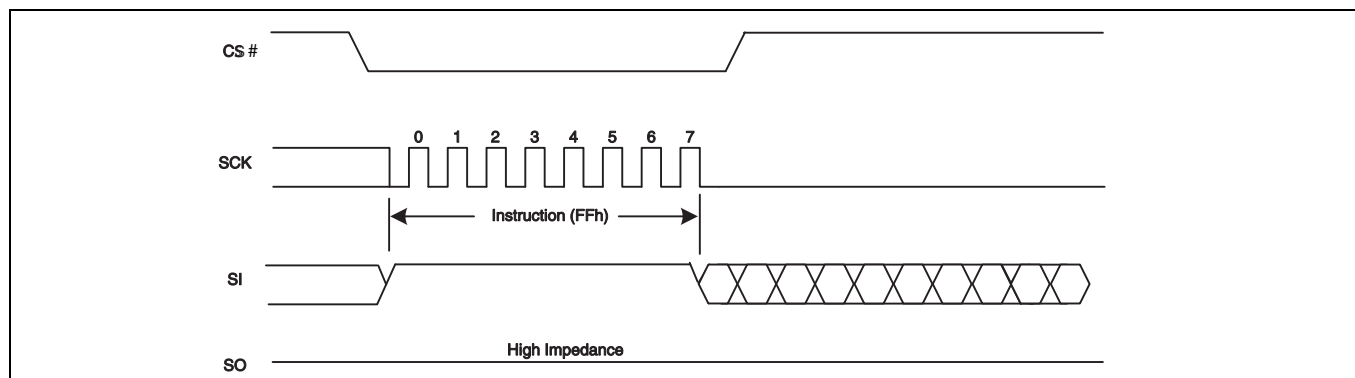 CS #
0 1 2 3 4 5 6 7
SCK
Instruction (FFh)
SI
High Impedance
SO